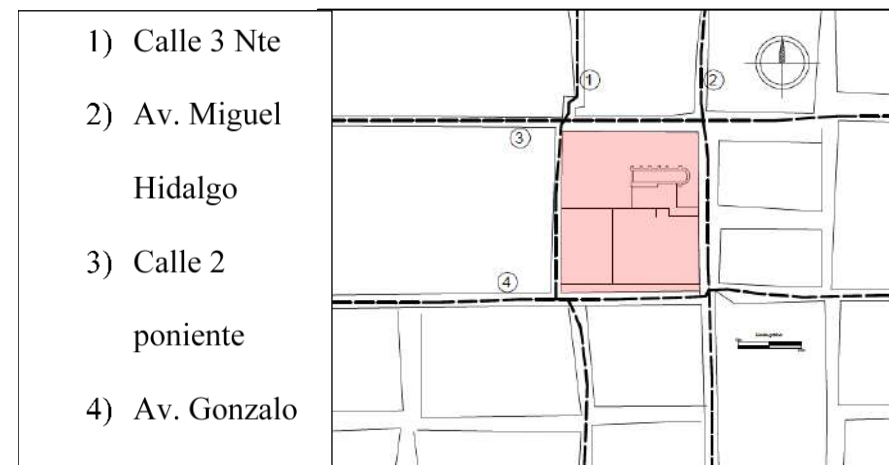 1) Calle 3 Nte
2) Av. Miguel
Hidalgo
3) Calle 2
poniente
4) Av. Gonzalo
1
2
3
4